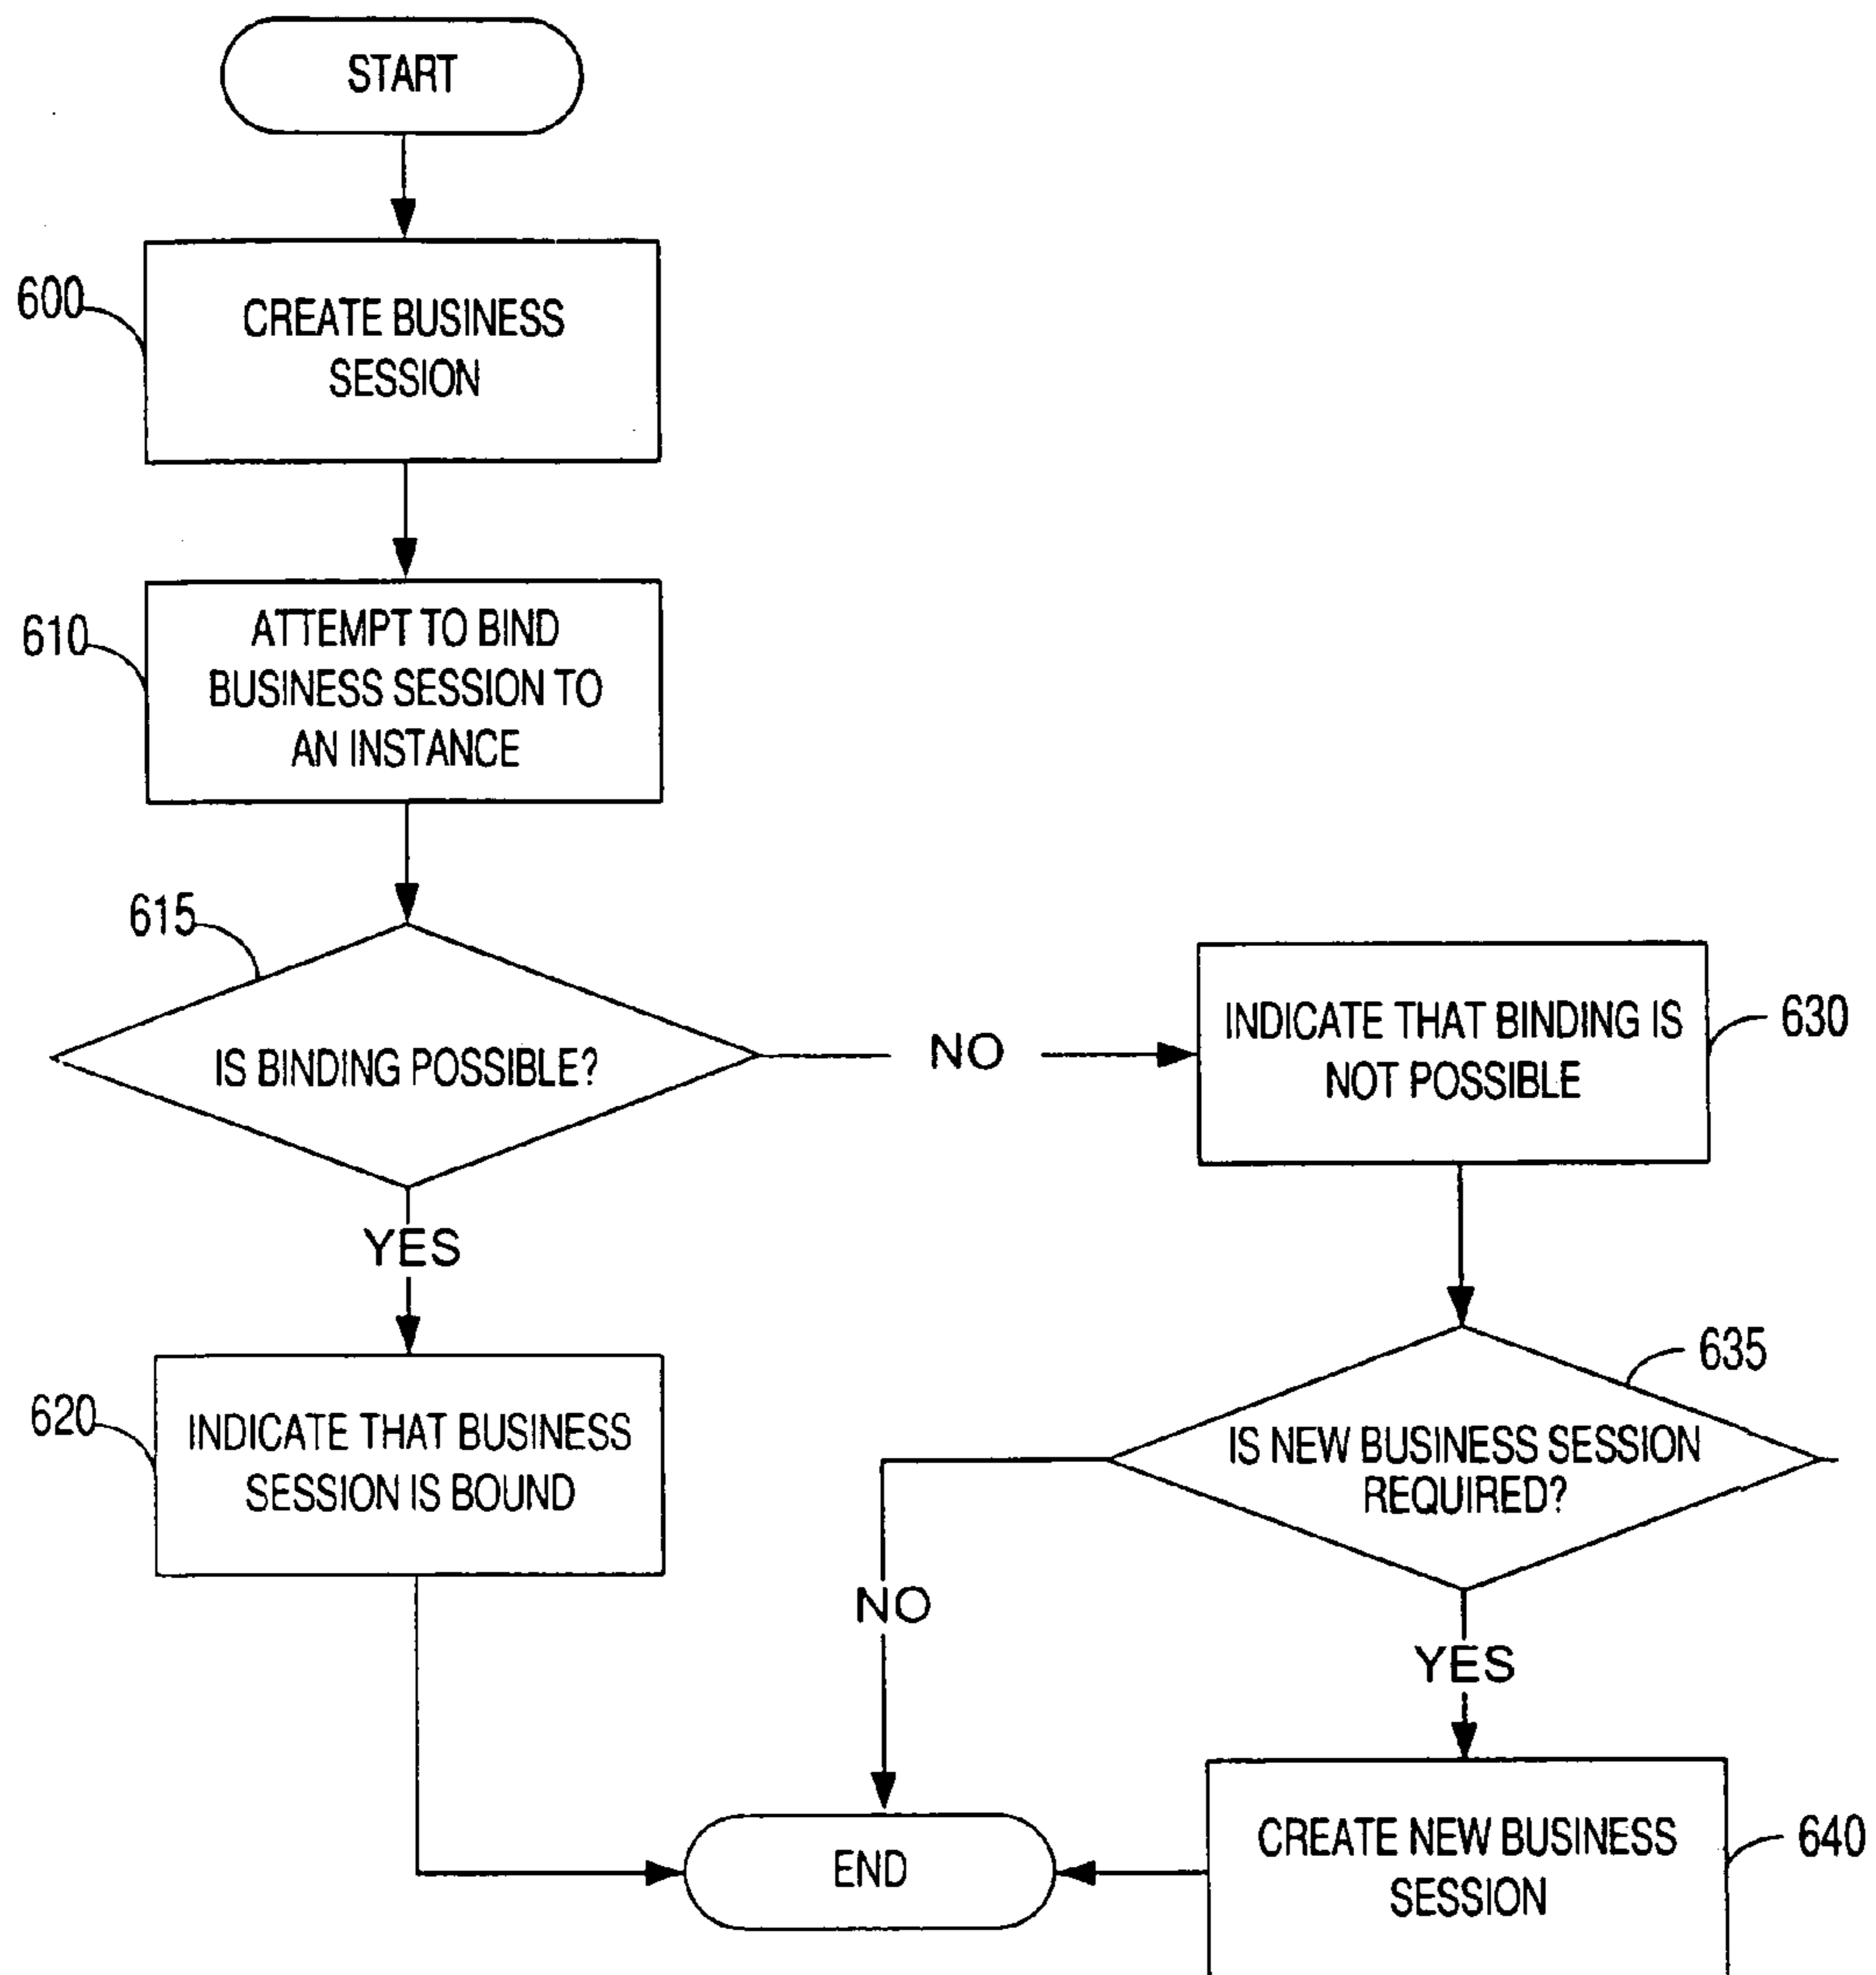 START
600
CREATE BUSINESS
SESSION
610
ATTEMPT TO BIND
BUSINESS SESSION TO
AN INSTANCE
615
IS BINDING POSSIBLE?
NO
INDICATE THAT BINDING IS
NOT POSSIBLE
630
YES
620
INDICATE THAT BUSINESS
SESSION IS BOUND
635
IS NEW BUSINESS SESSION
REQUIRED?
NO
YES
END
CREATE NEW BUSINESS
SESSION
640